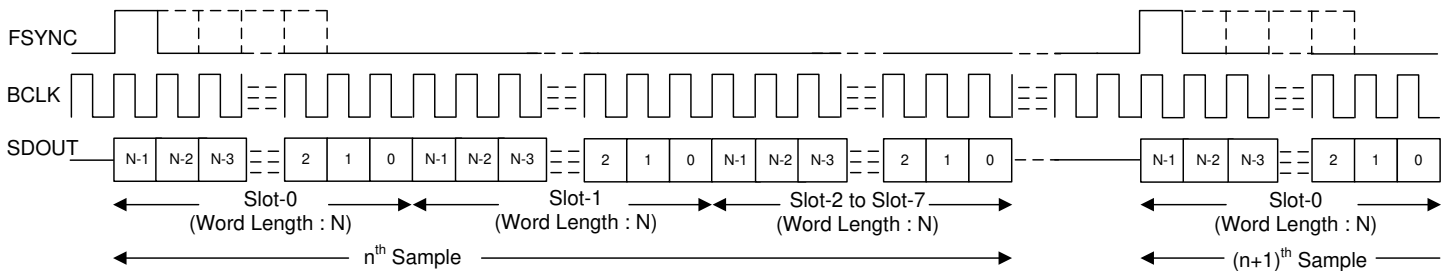 FSYNC
BCLK
SDOUT N-1 N-2 N-3 2 1 0 N-1 N-2 N-3 2 1 0 N-1 N-2 N-3 2 1 0 N-1 N-2 N-3 2 1 0
Slot-0 Slot-1 Slot-2 to Slot-7 Slot-0
(Word Length : N) (Word Length : N) (Word Length : N) (Word Length : N)
nth Sample (n+1)th Sample